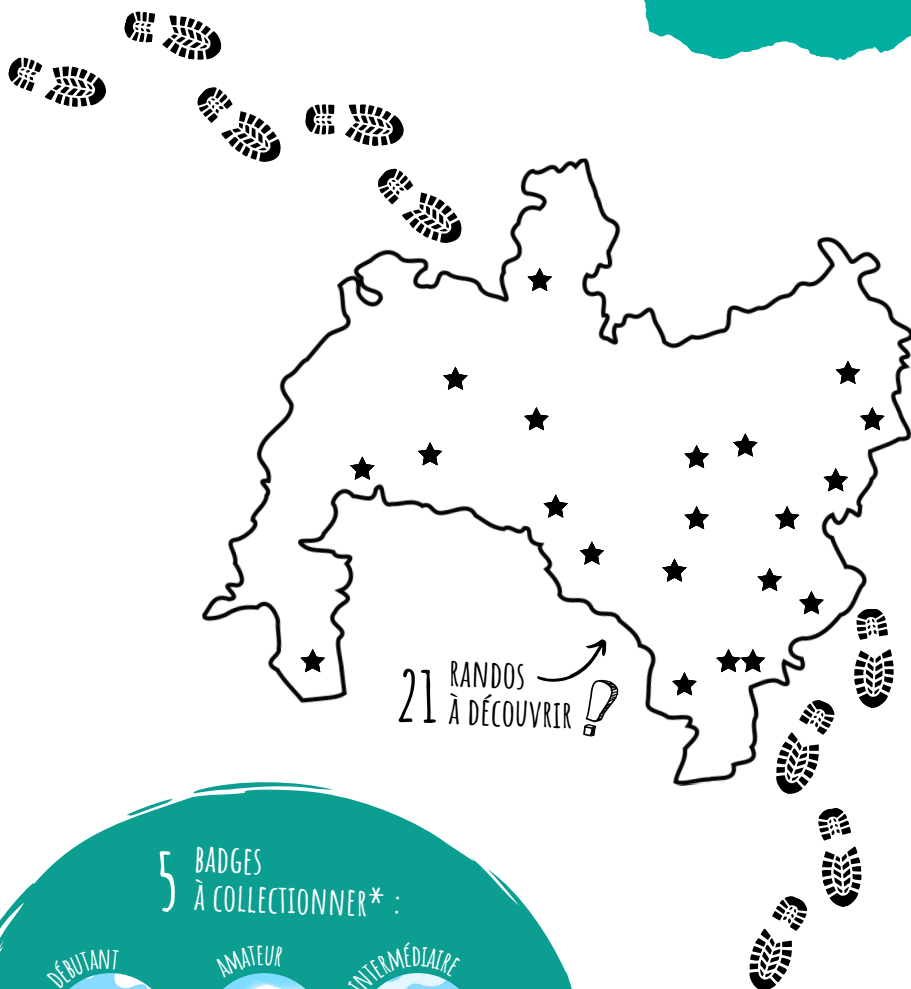 21 RANDOS
À DÉCOUVRIR !
5 BADGES
À COLLECTIONNER* :
DÉBUTANT
AMATEUR
INTERMÉDIAIRE